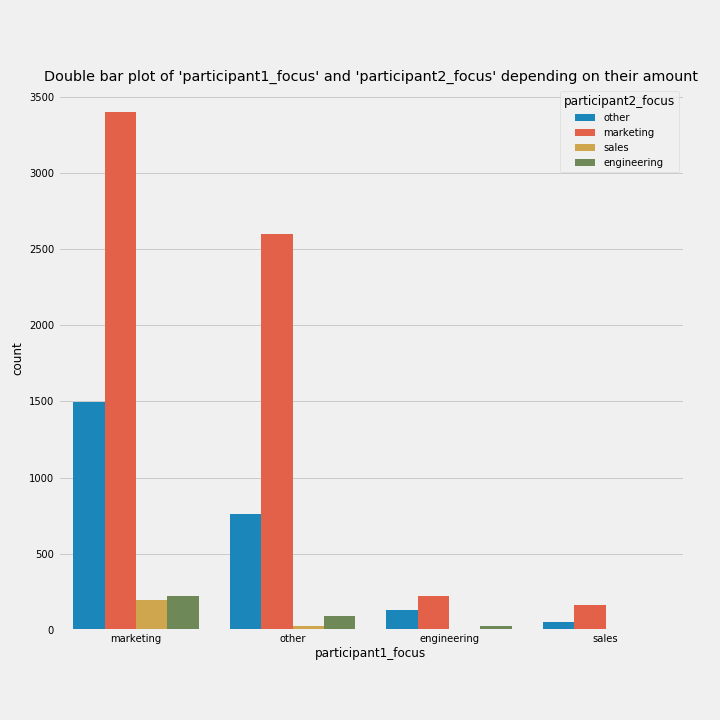 Double bar plot of 'participant1_focus' and 'participant2_focus' depending on their amount
participant2_focus
other
marketing
sales
engineering
3500
3000
2500
2000
1500
1000
500
0
count
marketing
other
engineering
sales
participant1_focus